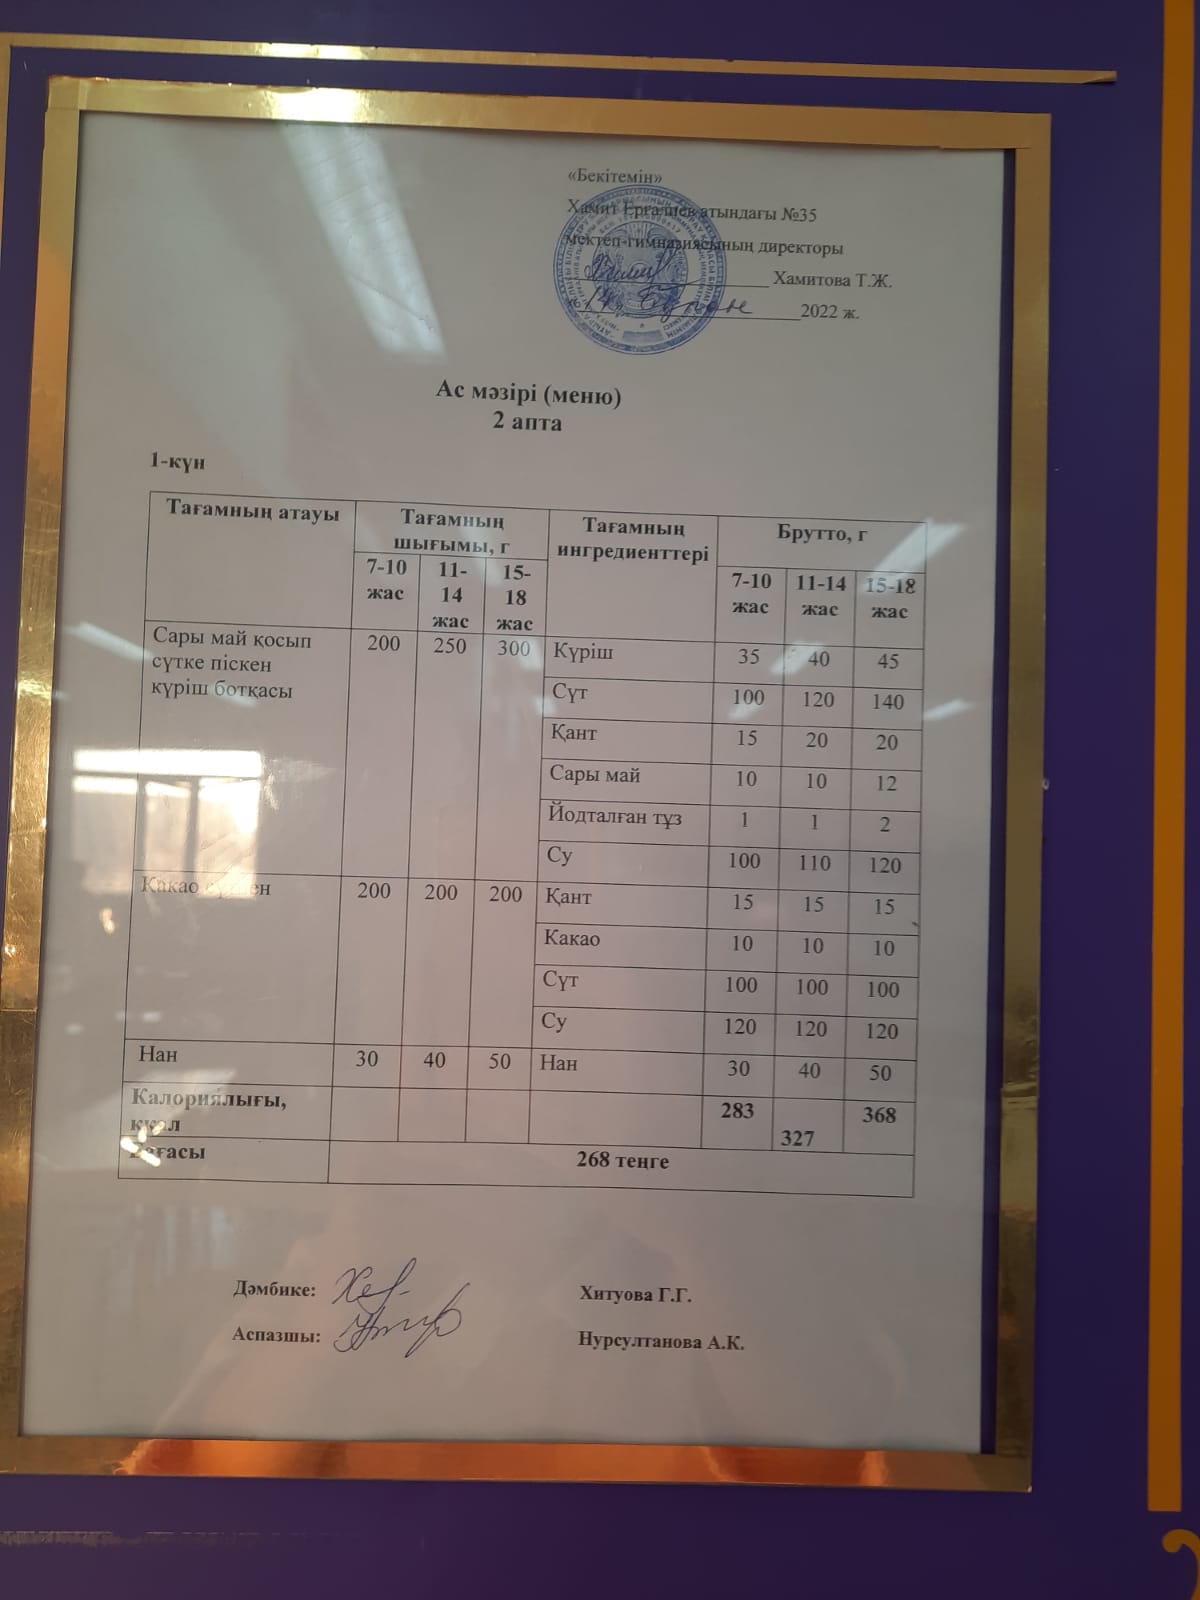 «Бекітемін»
Хамит Ерғалиев атындағы №35
мектеп-гимназиясының директоры
Хамитова Т.Ж.
14 2022 ж.
Ас мәзірі (меню)
2 апта
1-күн
Тағамның атауы
Тағамның
шығымы, г
Тағамның
ингредиенттері
Брутто, г
7-10
жас
11-
14
жас
15-
18
жас
7-10
жас
11-14
жас
15-18
жас
Сары май қосып
сүтке піскен
күріш ботқасы
200 250 300
Күріш 35 40 45
Сүт 100 120 140
Қант 15 20 20
Сары май 10 10 12
Йодталған тұз 1 1 2
Су 100 110 120
Какао 200 200 200
Қант 15 15 15
Какао 10 10 10
Сүт 100 100 100
Су 120 120 120
Нан 30 40 50 Нан 30 40 50
Калориялығы,
ккал
283 327 368
Бағасы 268 теңге
Дәмбике: Хитуова Г.Г.
Аспазшы: Нурсултанова А.К.